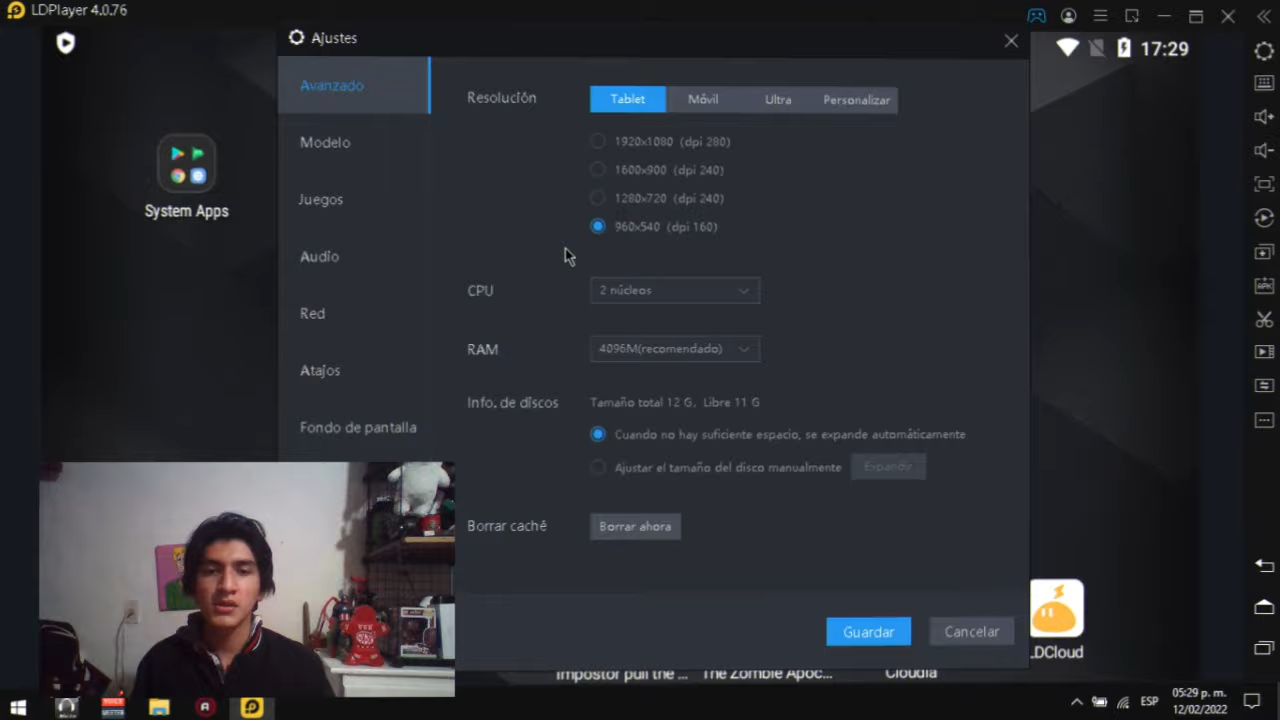 LDPlayer 4.0.76
Ajustes
17:29
Avanzado
Modelo
Juegos
Audio
Red
Atajos
Fondo de pantalla
System Apps
Resolución
Tablet
Móvil
Ultra
Personalizar
1920x1080 (dpi 280)
1600x900 (dpi 240)
1280x720 (dpi 240)
960x540 (dpi 160)
CPU
2 núcleos
RAM
4096M(recomendado)
Info. de discos
Tamaño total 12 G, Libre 11 G
Cuando no hay suficiente espacio, se expande automáticamente
Ajustar el tamaño del disco manualmente
Expandir
Borrar caché
Borrar ahora
Guardar
Cancelar
LDCloud
Impostor pull the ...
The Zombie Apoc...
Cloudia
APK
ESP
05:29 p. m.
12/02/2022